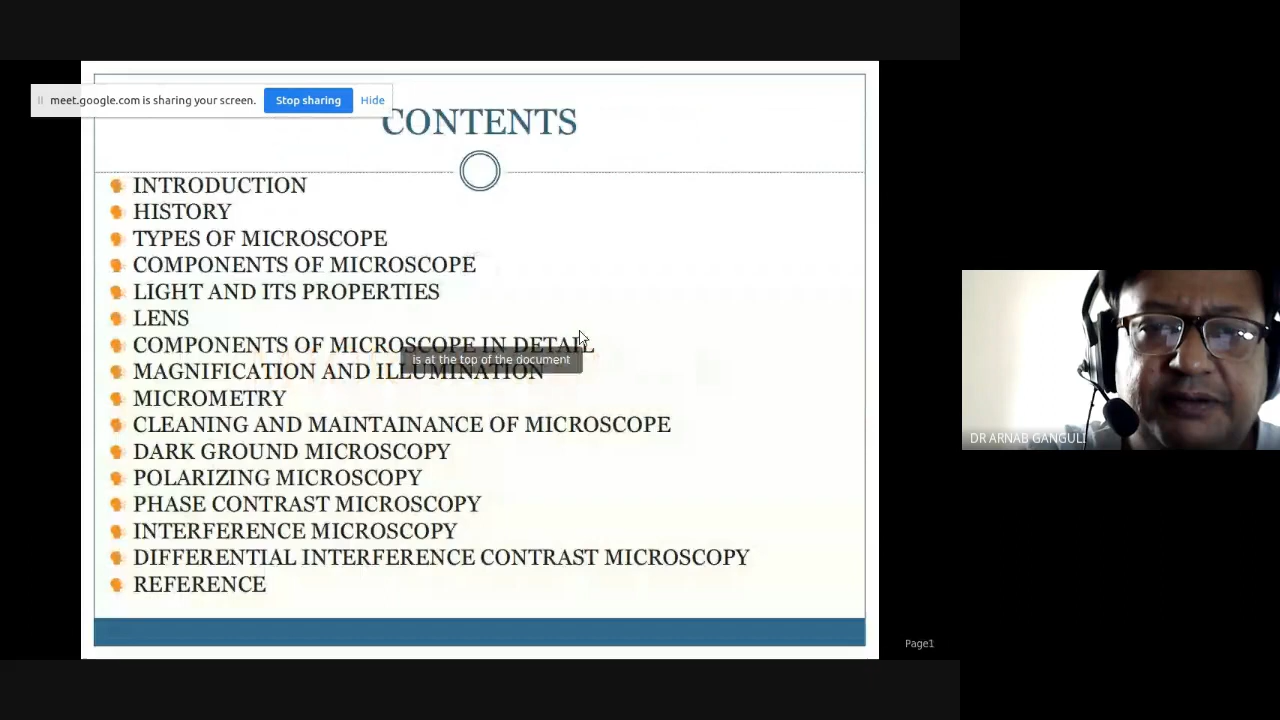 meet.google.com is sharing your screen. Stop sharing Hide
CONTENTS
INTRODUCTION
HISTORY
TYPES OF MICROSCOPE
COMPONENTS OF MICROSCOPE
LIGHT AND ITS PROPERTIES
LENS
COMPONENTS OF MICROSCOPE IN DETAIL
is at the top of the document
MAGNIFICATION AND ILLUMINATION
MICROMETRY
CLEANING AND MAINTAINANCE OF MICROSCOPE
DARK GROUND MICROSCOPY
POLARIZING MICROSCOPY
PHASE CONTRAST MICROSCOPY
INTERFERENCE MICROSCOPY
DIFFERENTIAL INTERFERENCE CONTRAST MICROSCOPY
REFERENCE
Page1
DR ARNAB GANGULI